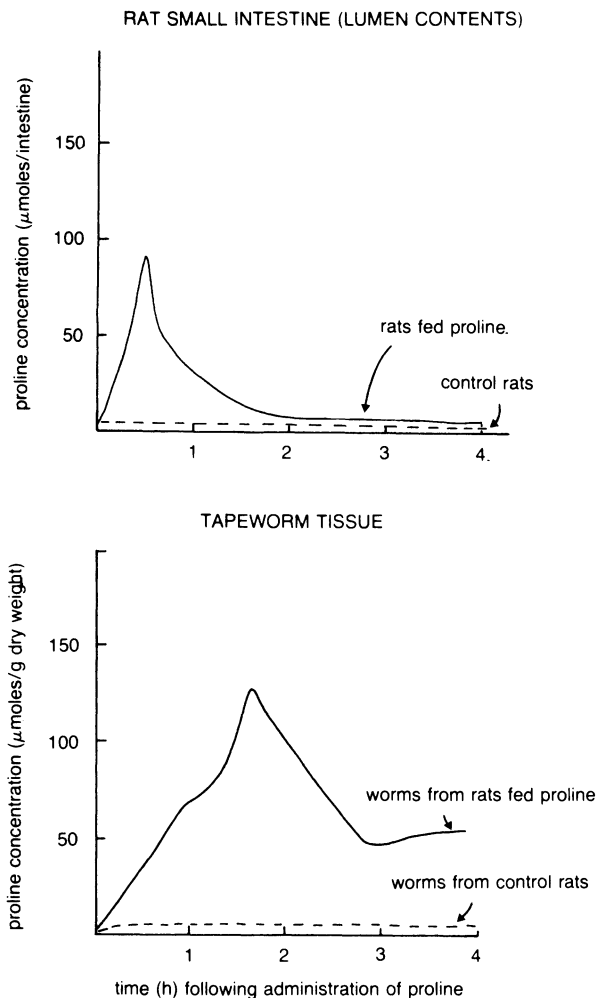 RAT SMALL INTESTINE (LUMEN CONTENTS)
proline concentration (μmoles/intestine)
150
100
50
rats fed proline.
control rats
1
2
3
4.
TAPEWORM TISSUE
proline concentration (μmoles/g dry weight)
150
100
50
worms from rats fed proline
worms from control rats
1
2
3
4
time (h) following administration of proline